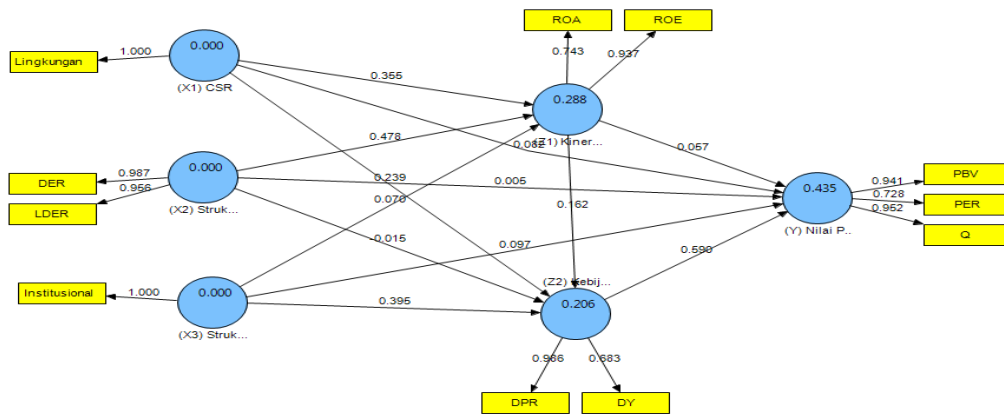 ROA
ROE
0.743
0.937
0.000
Lingkungan
1.000
(X1) CSR
0.355
0.288
(Z1) Kiner...
0.478
0.082
0.057
0.987
DER
0.000
0.956
LDER
(X2) Struk...
0.239
0.070
0.005
0.162
0.435
0.941
PBV
0.728
PER
0.952
Q
(Y) Nilai P..
-0.015
0.097
0.590
Institusional
1.000
0.000
(X3) Struk...
0.395
(Z2) Kebij...
0.206
0.986
0.683
DPR
DY